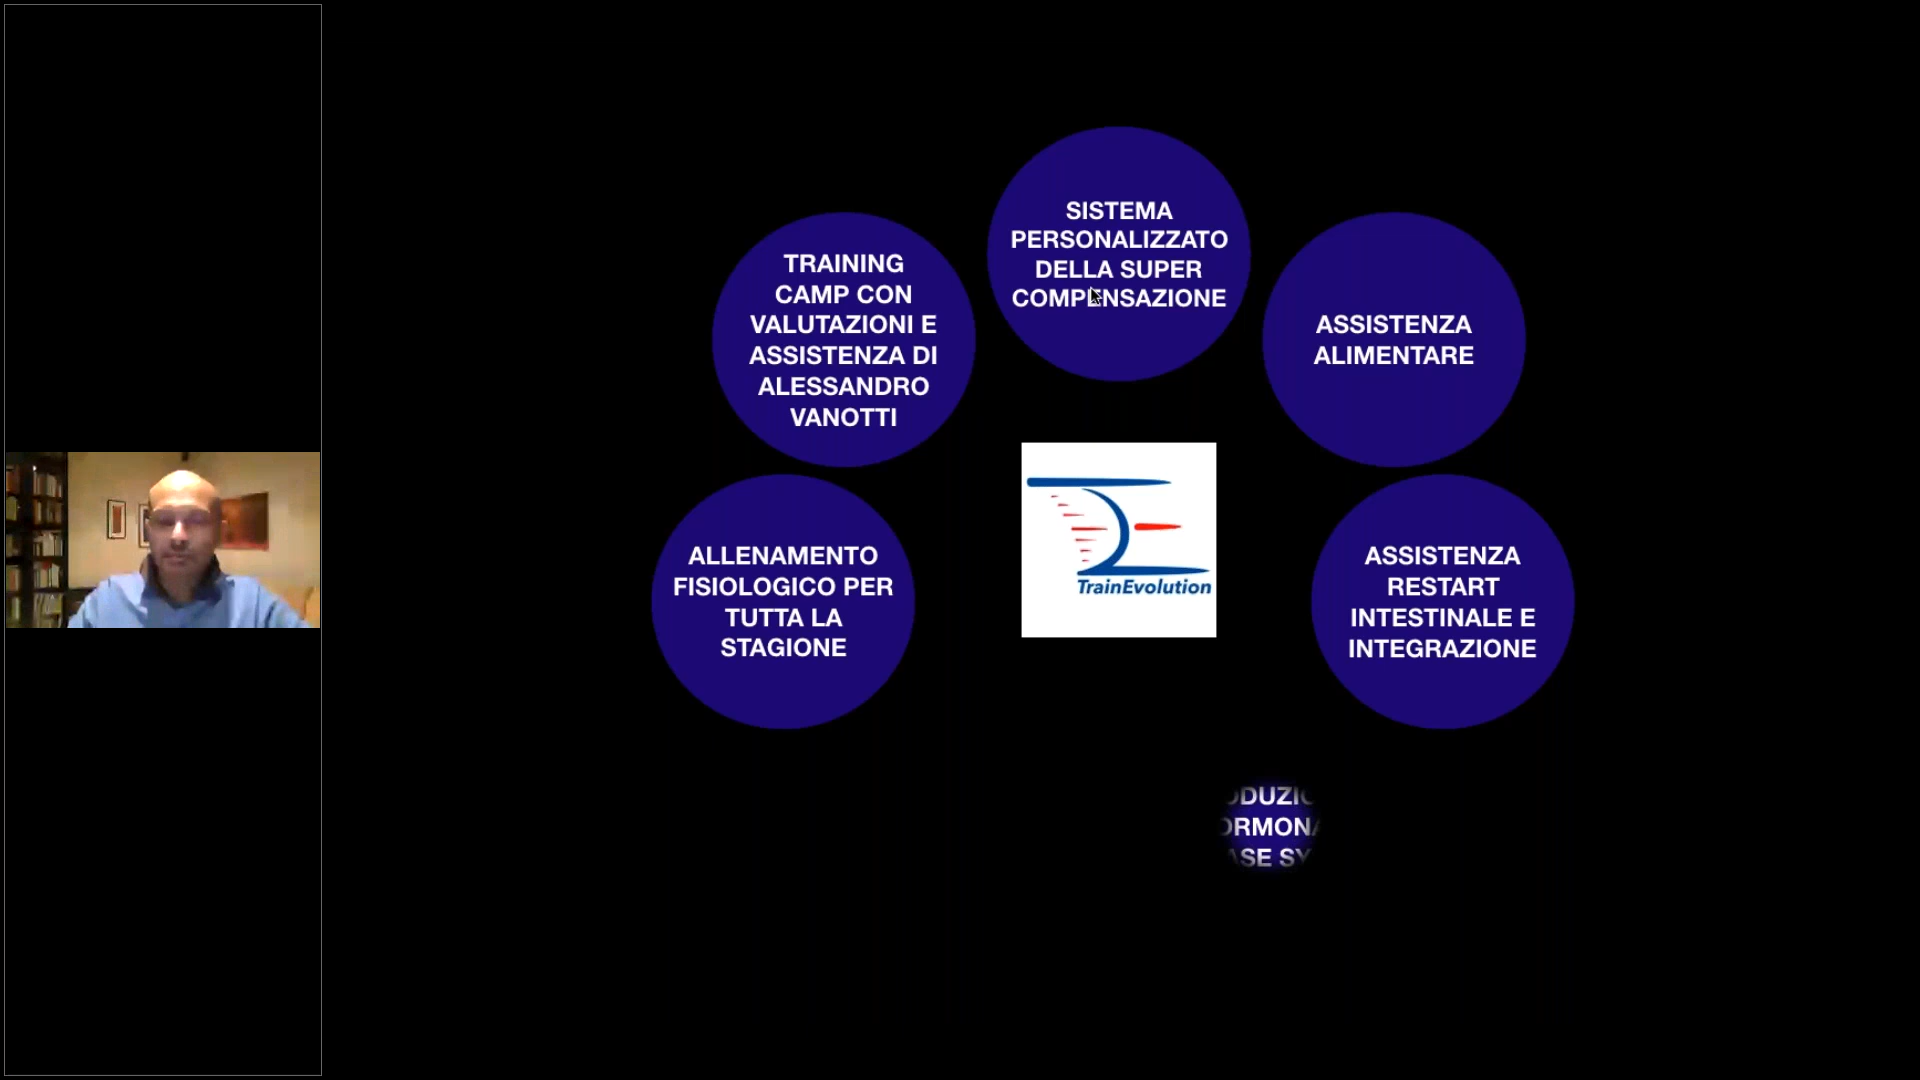 SISTEMA
PERSONALIZZATO
DELLA SUPER
COMPENSAZIONE
TRAINING
CAMP CON
VALUTAZIONI E
ASSISTENZA DI
ALESSANDRO
VANOTTI
ASSISTENZA
ALIMENTARE
ALLENAMENTO
FISIOLOGICO PER
TUTTA LA
STAGIONE
TrainEvolution
ASSISTENZA
RESTART
INTESTINALE E
INTEGRAZIONE